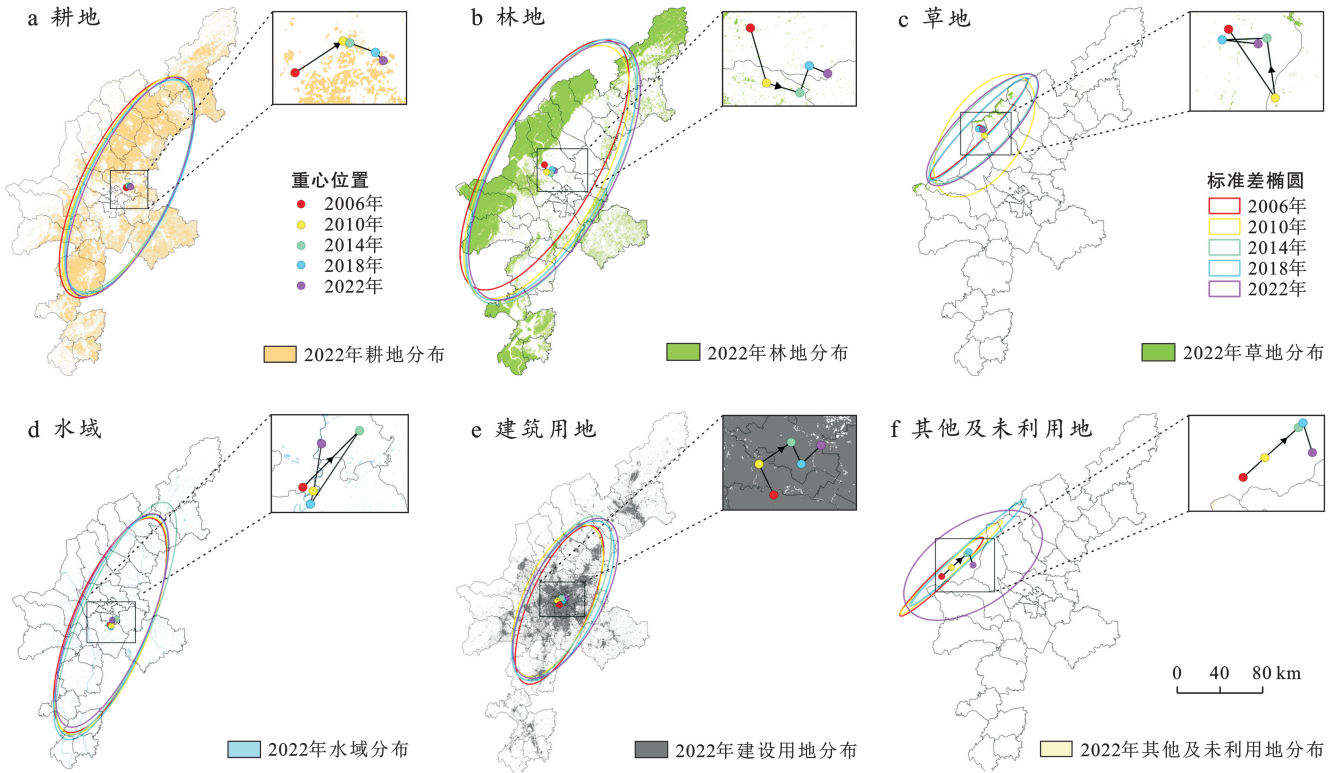 a 耕地
b 林地
c 草地
重心位置
2006年
2010年
2014年
2018年
2022年
标准差椭圆
2006年
2010年
2014年
2018年
2022年
2022年耕地分布
2022年林地分布
2022年草地分布
d 水域
e 建筑用地
f 其他及未利用地
0 40 80 km
2022年水域分布
2022年建设用地分布
2022年其他及未利用地分布